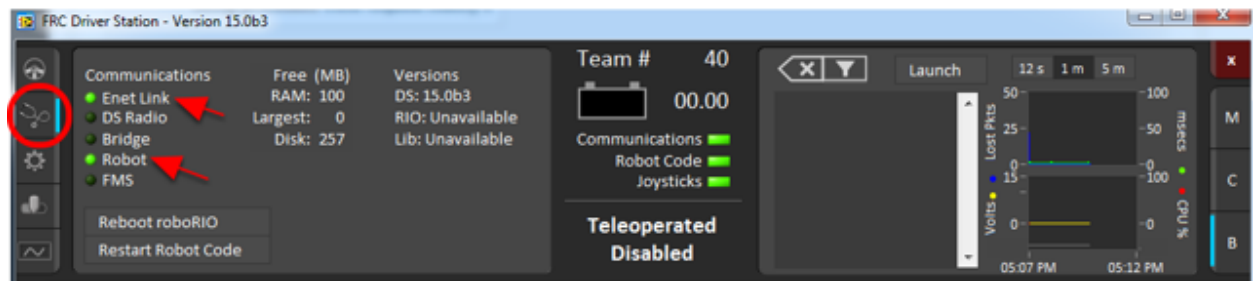 FRC Driver Station - Version 15.0b3
Communications
Enet Link
DS Radio
Bridge
Robot
FMS
Free (MB)
RAM: 100
Largest: 0
Disk: 257
Versions
DS: 15.0b3
RIO: Unavailable
Lib: Unavailable
Reboot roboRIO
Restart Robot Code
Team # 40
00.00
Communications
Robot Code
Joysticks
Teleoperated
Disabled
Launch
12 s 1 m 5 m
50
25
0
Lost Pkts
100
50
0
msecs
15
0
Volts
100
0
CPU %
05:07 PM 05:12 PM
X
M
C
B